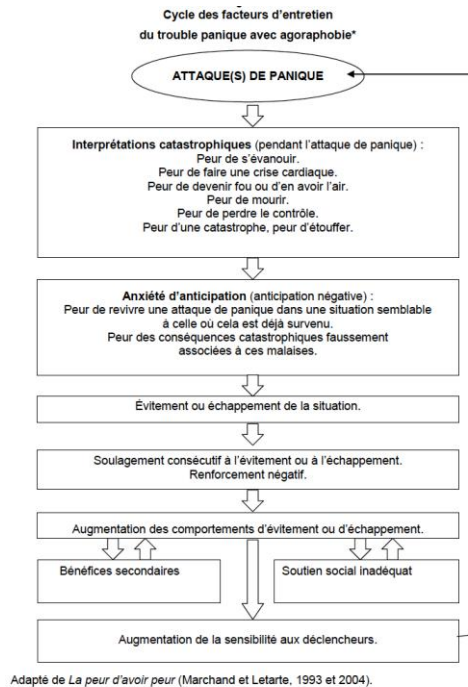 Cycle des facteurs d'entretien
du trouble panique avec agoraphobie*
ATTAQUE(S) DE PANIQUE
Interprétations catastrophiques (pendant l'attaque de panique) :
Peur de s'évanouir.
Peur de faire une crise cardiaque.
Peur de devenir fou ou d'en avoir l'air.
Peur de mourir.
Peur de perdre le contrôle.
Peur d'une catastrophe, peur d'étouffer.
Anxiété d'anticipation (anticipation négative) :
Peur de revivre une attaque de panique dans une situation semblable
à celle où cela est déjà survenu.
Peur des conséquences catastrophiques faussement
associées à ces malaises.
Évitement ou échappement de la situation.
Soulagement consécutif à l'évitement ou à l'échappement.
Renforcement négatif.
Augmentation des comportements d'évitement ou d'échappement.
Bénéfices secondaires
Soutien social inadéquat
Augmentation de la sensibilité aux déclencheurs.
Adapté de La peur d'avoir peur (Marchand et Letarte, 1993 et 2004).